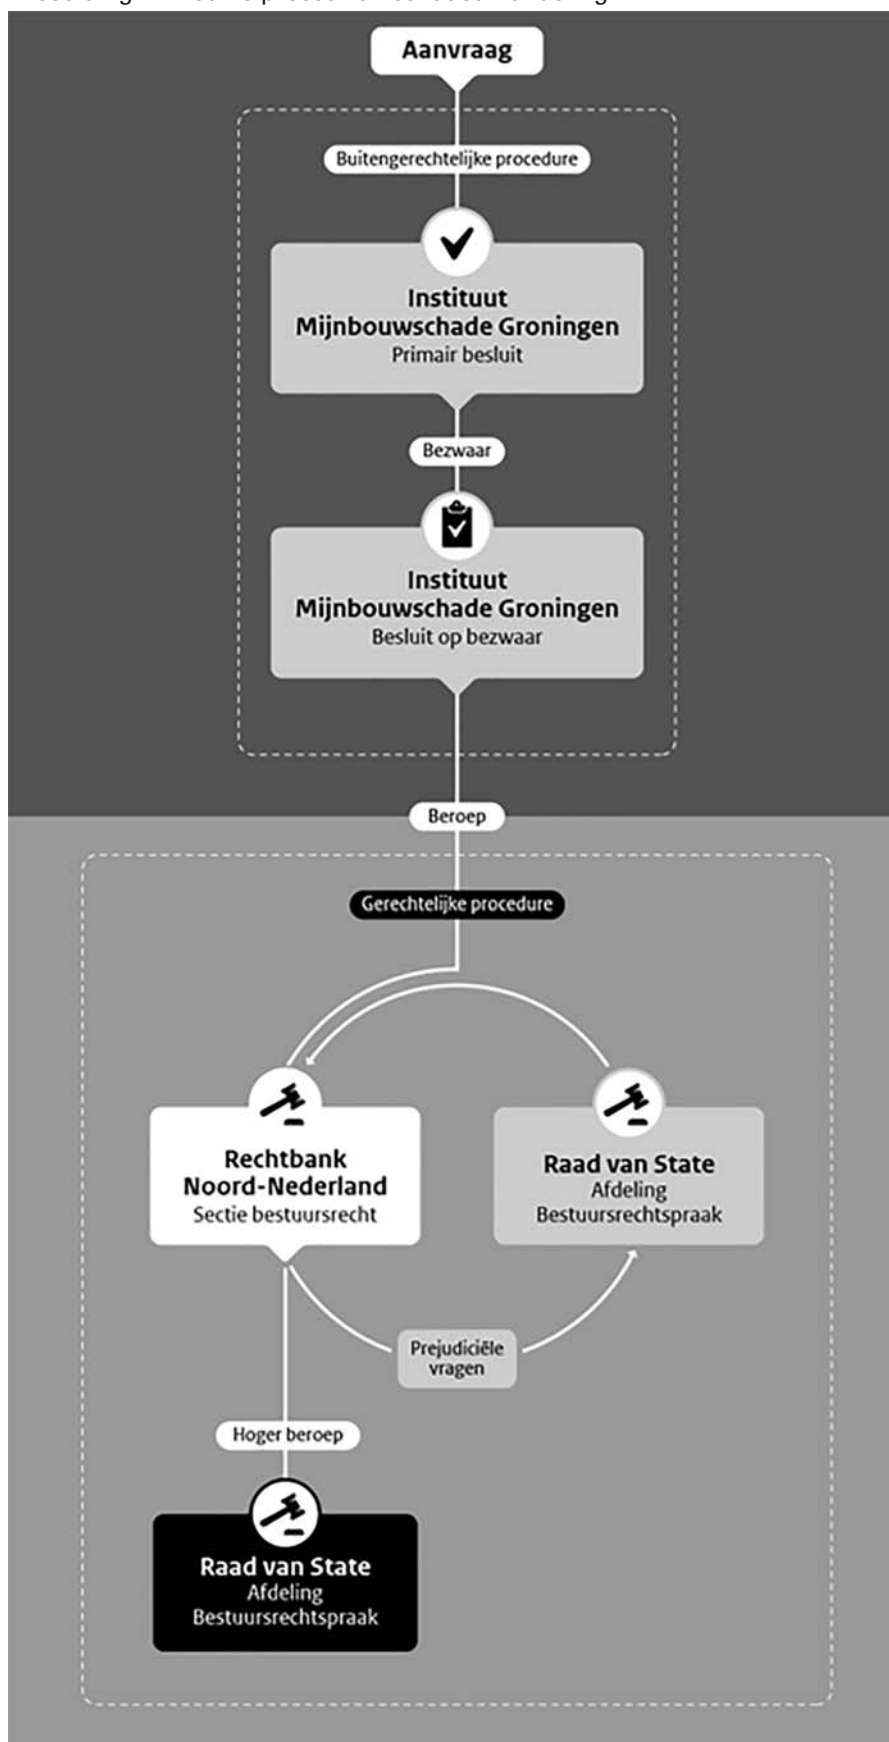 Aanvraag
Buitengerechtelijke procedure
Instituut
Mijnbouwschade Groningen
Primair besluit
Bezwaar
Instituut
Mijnbouwschade Groningen
Besluit op bezwaar
Beroep
Gerechtelijke procedure
Rechtbank
Noord-Nederland
Sectie bestuursrecht
Raad van State
Afdeling
Bestuursrechtspraak
Prejudiciële
vragen
Hoger beroep
Raad van State
Afdeling
Bestuursrechtspraak